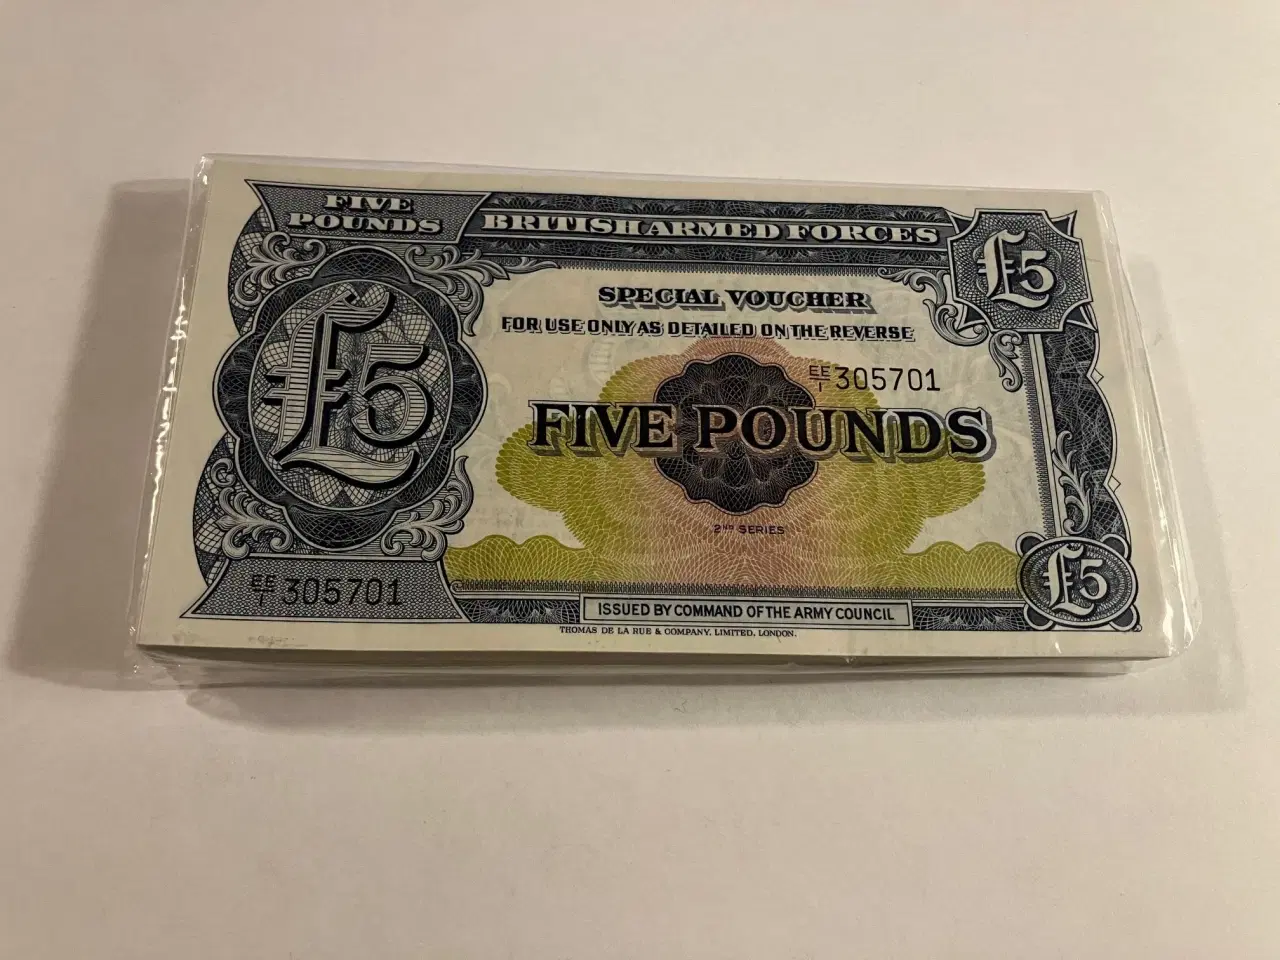 FIVE
POUNDS
BRITISH ARMED FORCES
£5
SPECIAL VOUCHER
FOR USE ONLY AS DETAILED ON THE REVERSE
EE/1 305701
£5
FIVE POUNDS
2ND SERIES
EE/1 305701
£5
ISSUED BY COMMAND OF THE ARMY COUNCIL
THOMAS DE LA RUE & COMPANY, LIMITED, LONDON.